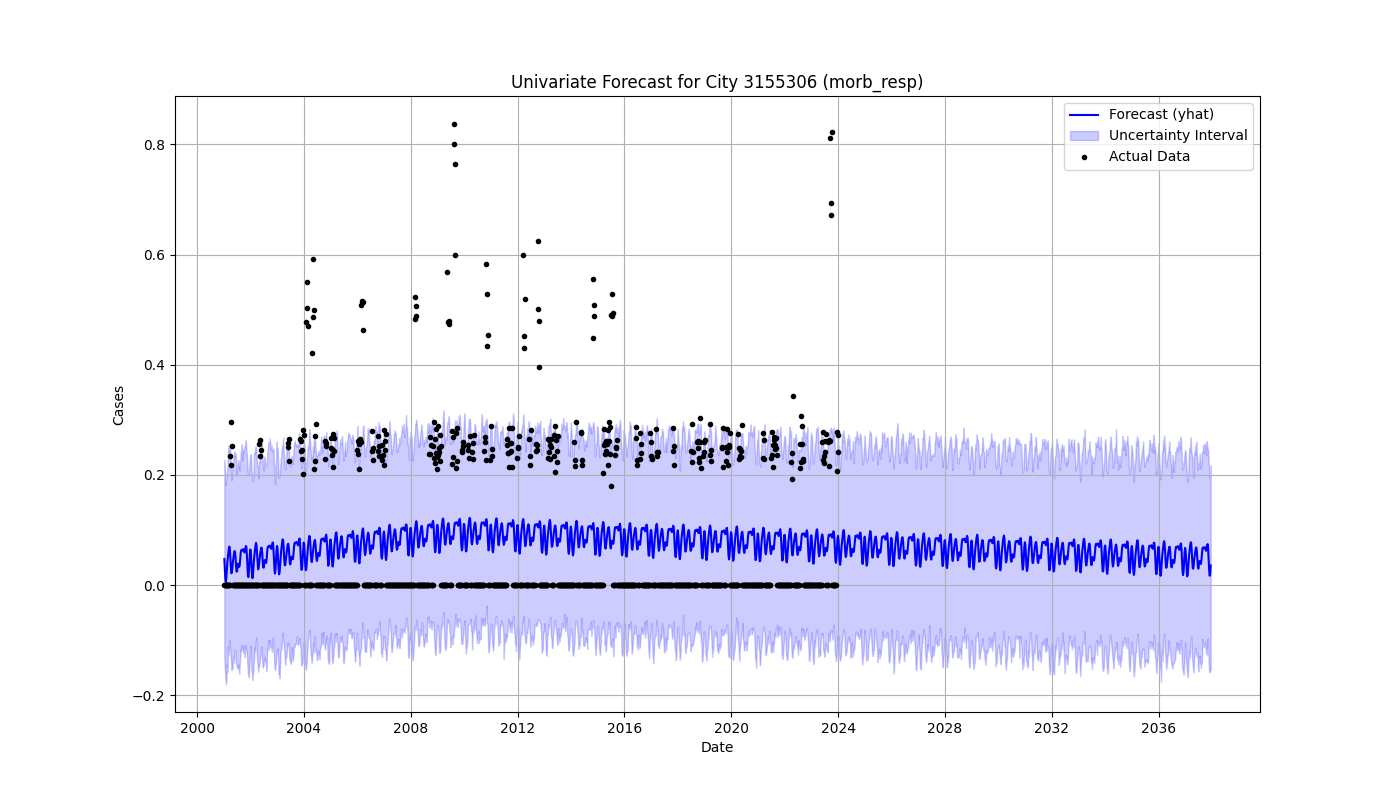 Univariate Forecast for City 3155306 (morb_resp)
Forecast (yhat)
Uncertainty Interval
Actual Data
Cases
0.8
0.6
0.4
0.2
0.0
−0.2
2000 2004 2008 2012 2016 2020 2024 2028 2032 2036
Date